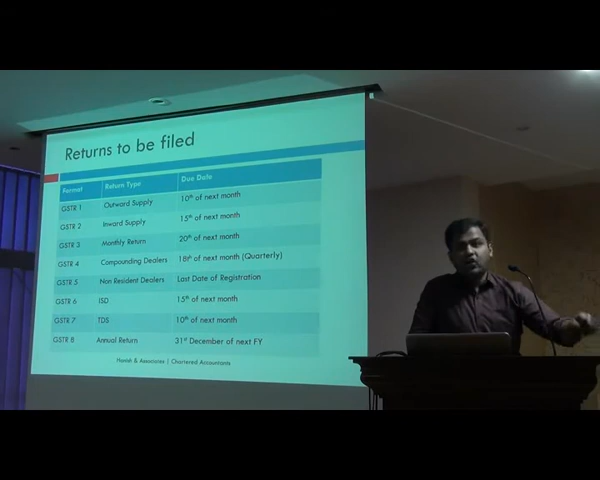 Returns to be filed
Format Return Type Due Date
GSTR 1 Outward Supply 10th of next month
GSTR 2 Inward Supply 15th of next month
GSTR 3 Monthly Return 20th of next month
GSTR 4 Compounding Dealers 18th of next month (Quarterly)
GSTR 5 Non Resident Dealers Last Date of Registration
GSTR 6 ISD 15th of next month
GSTR 7 TDS 10th of next month
GSTR 8 Annual Return 31st December of next FY
& Associates | Chartered Accountants